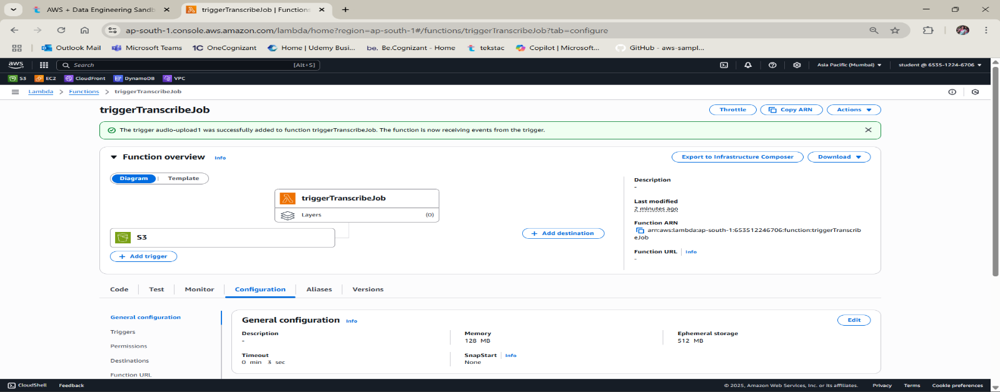 AWS + Data Engineering Sandb
triggerTranscribeJob | Functions
ap-south-1.console.aws.amazon.com/lambda/home?region=ap-south-1#/functions/triggerTranscribeJob?tab=configure
Outlook Mail Microsoft Teams 1C OneCognizant Home | Udemy Busi... be. Be.Cognizant - Home tekstac Copilot | Microsoft... GitHub - aws-sampl...
aws Search [Alt+S] Asia Pacific (Mumbai) student @ 6535-1224-6706
S3 EC2 CloudFront DynamoDB VPC
Lambda > Functions > triggerTranscribeJob
triggerTranscribeJob
Throttle Copy ARN Actions
The trigger audio-upload1 was successfully added to function triggerTranscribeJob. The function is now receiving events from the trigger.
Function overview Info
Export to Infrastructure Composer Download
Diagram Template
triggerTranscribeJob
Layers (0)
S3
+ Add trigger
+ Add destination
Description
-
Last modified
2 minutes ago
Function ARN
arn:aws:lambda:ap-south-1:653512246706:function:triggerTranscrib
eJob
Function URL Info
-
Code Test Monitor Configuration Aliases Versions
General configuration
Triggers
Permissions
Destinations
Function URL
General configuration Info
Edit
Description
-
Memory
128 MB
Ephemeral storage
512 MB
Timeout
0 min 3 sec
SnapStart Info
None
CloudShell Feedback © 2025, Amazon Web Services, Inc. or its affiliates. Privacy Terms Cookie preferences